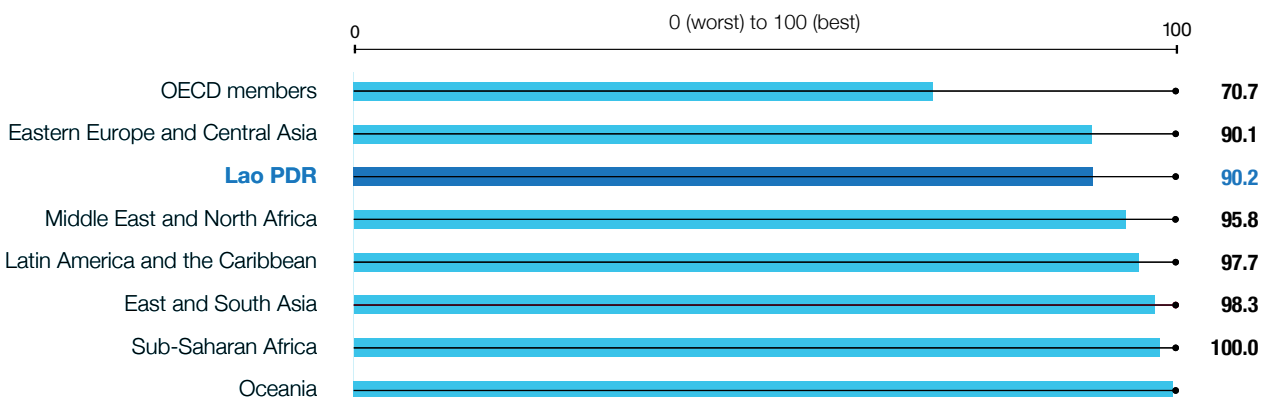 0 (worst) to 100 (best)
0 100
OECD members 70.7
Eastern Europe and Central Asia 90.1
Lao PDR 90.2
Middle East and North Africa 95.8
Latin America and the Caribbean 97.7
East and South Asia 98.3
Sub-Saharan Africa 100.0
Oceania